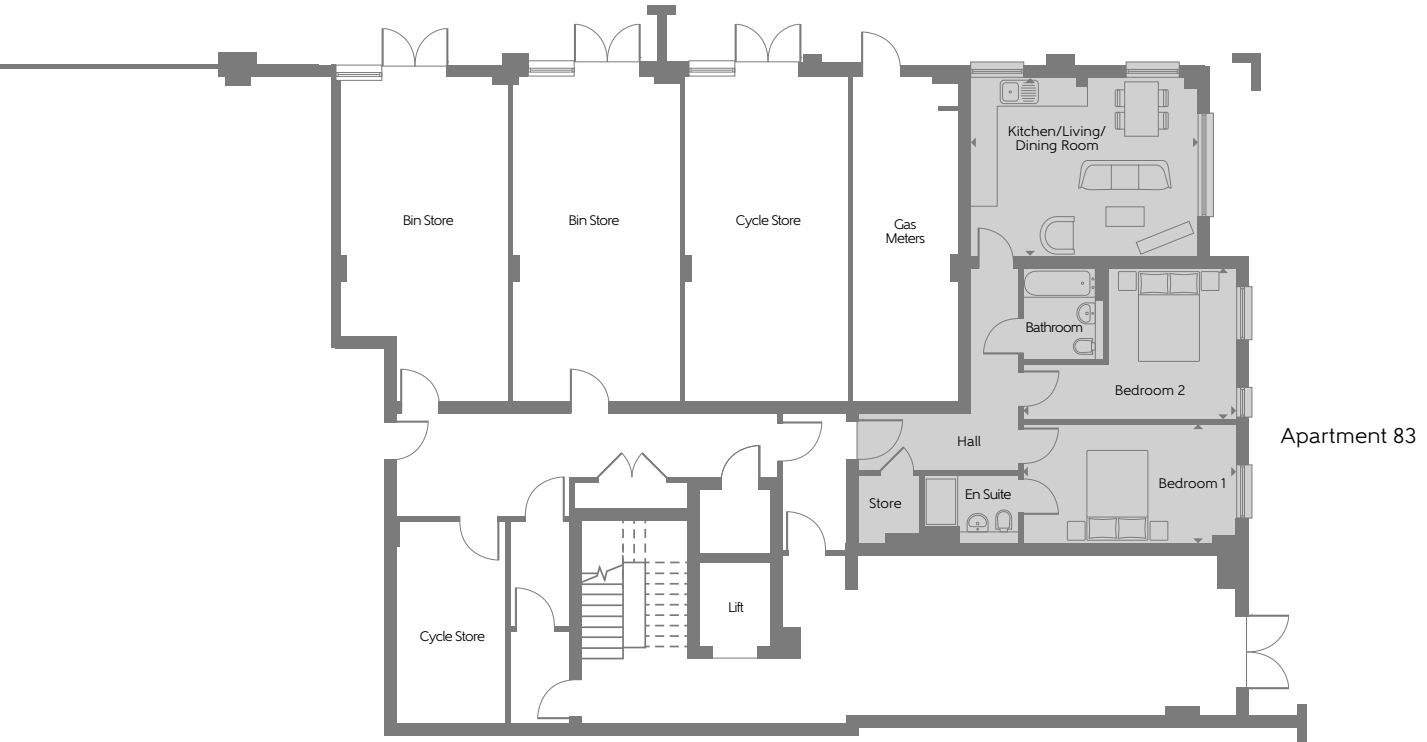 Kitchen/Living/
Dining Room
Bin Store
Bin Store
Cycle Store
Gas
Meters
Bathroom
Bedroom 2
Apartment 83
Hall
Bedroom 1
En Suite
Store
Lift
Cycle Store